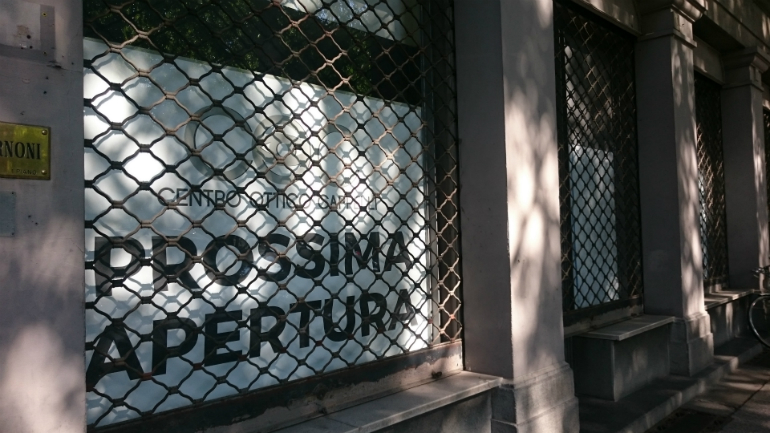 CENTRO OTTICO
PROSSIMA
APERTURA
RNONI